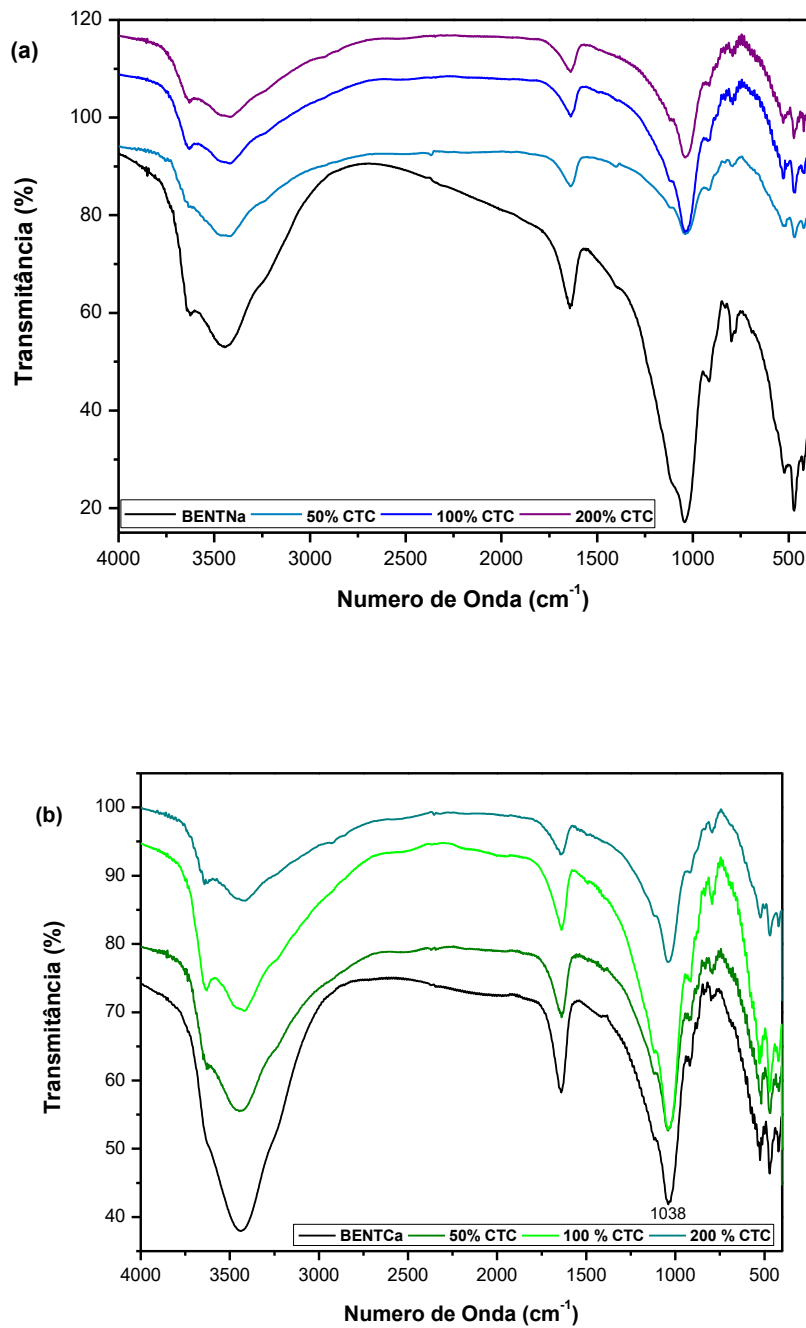 (a)
Transmitância (%)
120
100
80
60
40
20
BENTNa 50% CTC 100% CTC 200% CTC
4000 3500 3000 2500 2000 1500 1000 500
Numero de Onda (cm-1)
(b)
Transmitância (%)
100
90
80
70
60
50
40
1038
BENTCa 50% CTC 100 % CTC 200 % CTC
4000 3500 3000 2500 2000 1500 1000 500
Numero de Onda (cm-1)